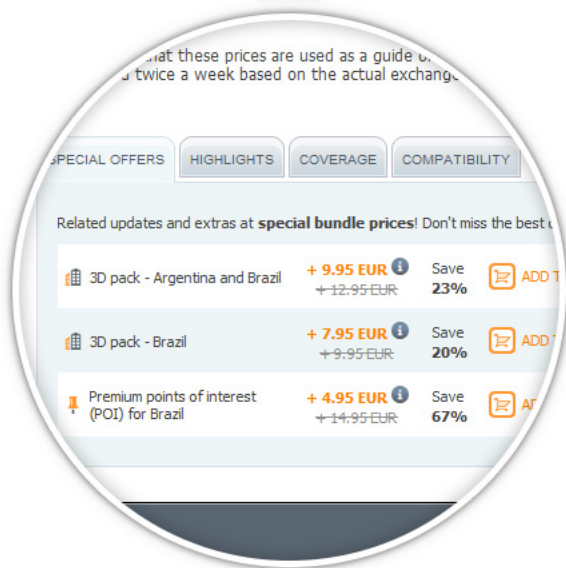 that these prices are used as a guide
twice a week based on the actual exchange
SPECIAL OFFERS HIGHLIGHTS COVERAGE COMPATIBILITY
Related updates and extras at special bundle prices! Don't miss the best
3D pack - Argentina and Brazil + 9.95 EUR i Save ADD
+ 12.95 EUR 23%
3D pack - Brazil + 7.95 EUR i Save ADD
+ 9.95 EUR 20%
Premium points of interest + 4.95 EUR i Save
(POI) for Brazil + 14.95 EUR 67%